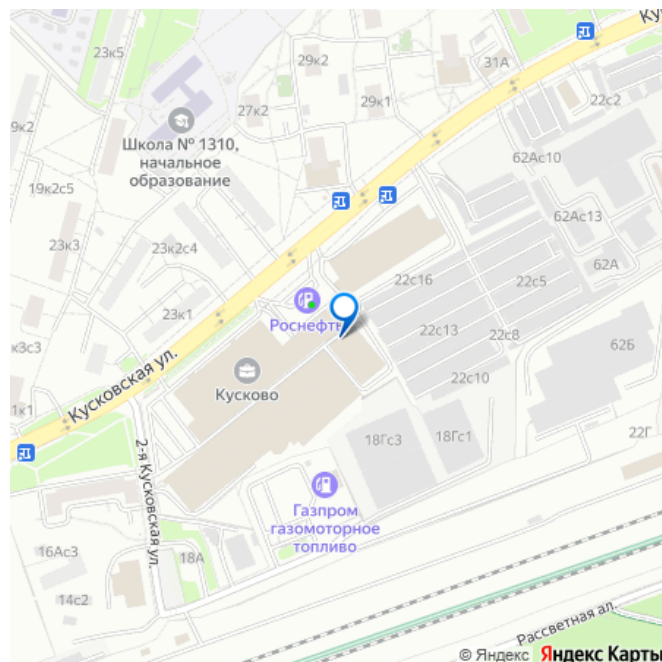 23к5
29к2
Ку
31А
22с2
27к2
29к1
9к2
Школа № 1310,
начальное
образование
62Ас10
19к2с5
62Ас13
23к3
23к2с4
62А
22с16
22с5
Роснефть
23к1
22с13
22с8
62Б
к3с3
Кусковская ул.
Кусково
22с10
1к1
2-я Кусковская ул.
18Гс3
18Гс1
22Г
Газпром
газомоторное
топливо
16Ас3
18А
14с2
Рассветная ал.
© Яндекс Яндекс Карты